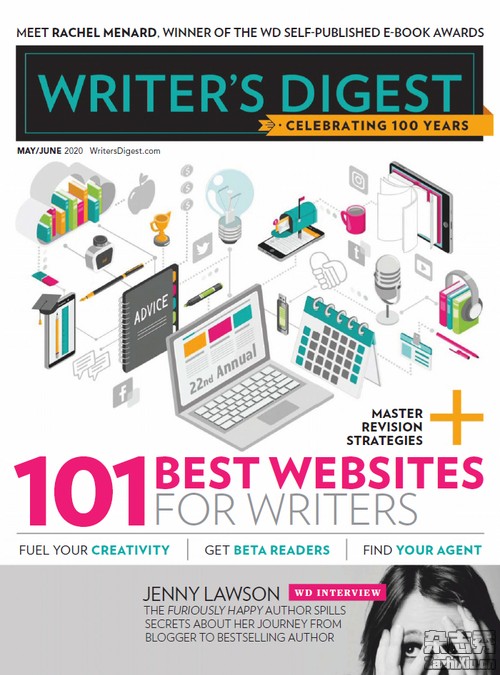 MEET RACHEL MENARD, WINNER OF THE WD SELF-PUBLISHED E-BOOK AWARDS
WRITER'S DIGEST
CELEBRATING 100 YEARS
MAY/JUNE 2020 WritersDigest.com
ADVICE
22nd Annual
MASTER
REVISION
STRATEGIES
+
101 BEST WEBSITES
FOR WRITERS
FUEL YOUR CREATIVITY
GET BETA READERS
FIND YOUR AGENT
JENNY LAWSON WD INTERVIEW
THE FURIOUSLY HAPPY AUTHOR SPILLS
SECRETS ABOUT HER JOURNEY FROM
BLOGGER TO BESTSELLING AUTHOR